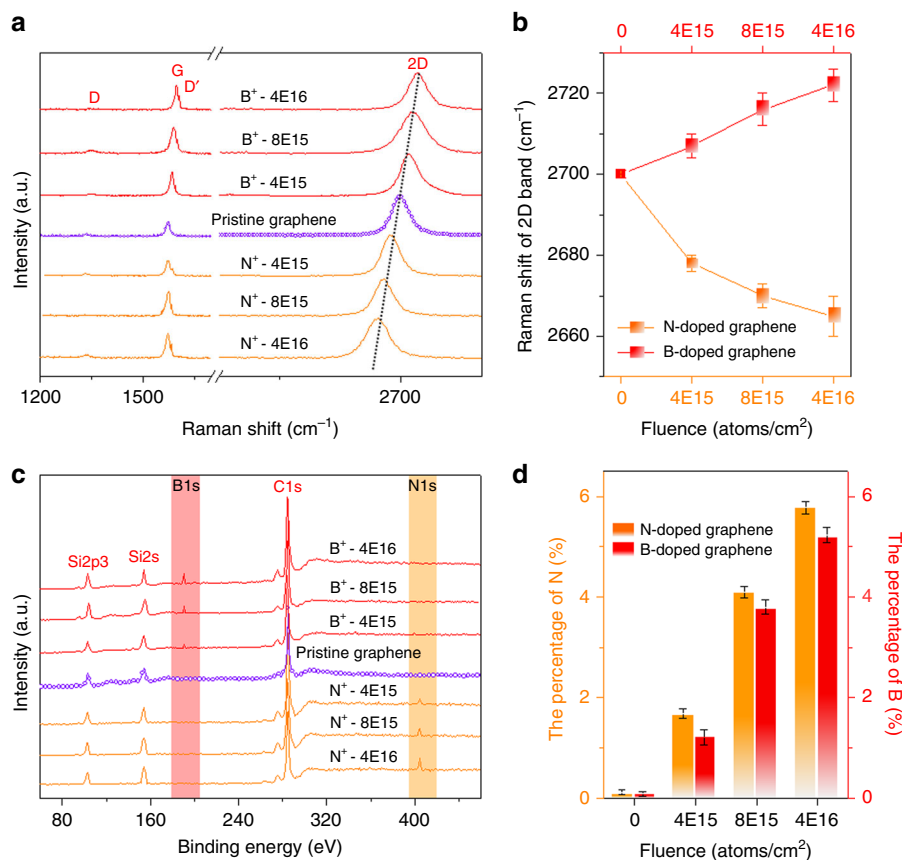 a
D
G
D′
2D
B⁺ - 4E16
B⁺ - 8E15
B⁺ - 4E15
Pristine graphene
N⁺ - 4E15
N⁺ - 8E15
N⁺ - 4E16
Intensity (a.u.)
1200 1500 2700
Raman shift (cm⁻¹)
b
0 4E15 8E15 4E16
2720
2700
2680
2660
Raman shift of 2D band (cm⁻¹)
N-doped graphene
B-doped graphene
0 4E15 8E15 4E16
Fluence (atoms/cm²)
c
B1s
C1s
N1s
Si2p3
Si2s
B⁺ - 4E16
B⁺ - 8E15
B⁺ - 4E15
Pristine graphene
N⁺ - 4E15
N⁺ - 8E15
N⁺ - 4E16
Intensity (a.u.)
80 160 240 320 400
Binding energy (eV)
d
6
4
2
0
The percentage of N (%)
N-doped graphene
B-doped graphene
6
4
2
0
The percentage of B (%)
0 4E15 8E15 4E16
Fluence (atoms/cm²)